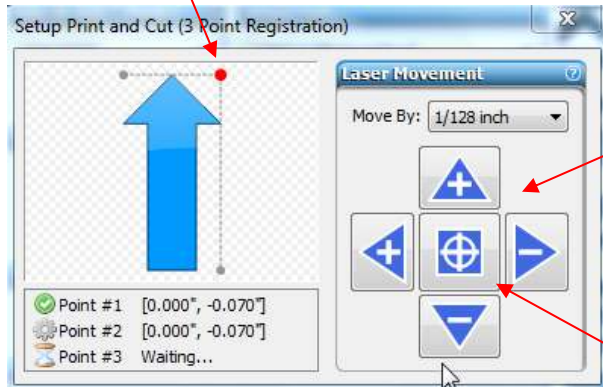 Setup Print and Cut (3 Point Registration)
Laser Movement
Move By: 1/128 inch
Point #1 [0.000", -0.070"]
Point #2 [0.000", -0.070"]
Point #3 Waiting...